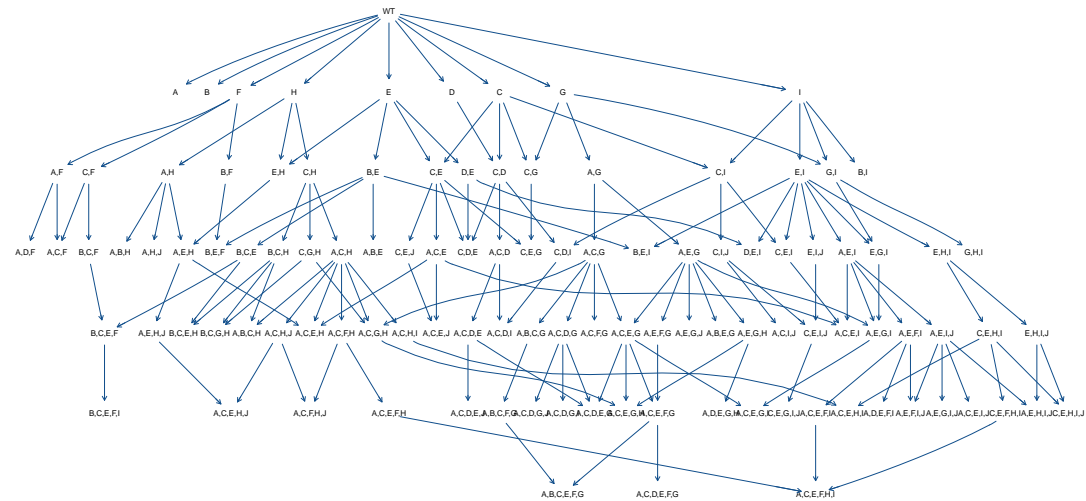 WT
A B F H E D C G I
A,F C,F A,H B,F E,H C,H B,E C,E D,E C,D C,G A,G C,I E,I G,I B,I
A,D,F A,C,F B,C,F A,B,H A,H,J A,E,H B,E,F B,C,E B,C,H C,G,H A,C,H A,B,E C,E,J A,C,E C,D,E A,C,D C,E,G C,D,I A,C,G B,E,I A,E,G C,I,J D,E,I C,E,I E,I,J A,E,I E,G,I E,H,I G,H,I
B,C,E,F A,E,H,J B,C,E,H B,C,G,H A,B,C,H A,C,H,J A,C,E,H A,C,F,H A,C,G,H A,C,H,I A,C,E,J A,C,D,E A,C,D,I A,B,C,G A,C,D,G A,C,F,G A,C,E,G A,E,F,G A,E,G,J A,B,E,G A,E,G,H A,C,I,J C,E,I,J A,C,E,I A,E,G,I A,E,F,I A,E,I,J C,E,H,I E,H,I,J
B,C,E,F,I A,C,E,H,J A,C,F,H,J A,C,E,F,H A,C,D,E,J A,B,C,F,G A,C,D,G,J A,C,D,G,I A,C,D,E,G A,C,E,G,H A,C,E,F,G A,D,E,G,H A,C,E,G,I C,E,G,I,J A,C,E,F,I A,C,E,H,I A,D,E,F,I A,E,F,I,J A,E,G,I,J A,C,E,I,J C,E,F,H,I A,E,H,I,J C,E,H,I,J
A,B,C,E,F,G A,C,D,E,F,G A,C,E,F,H,I